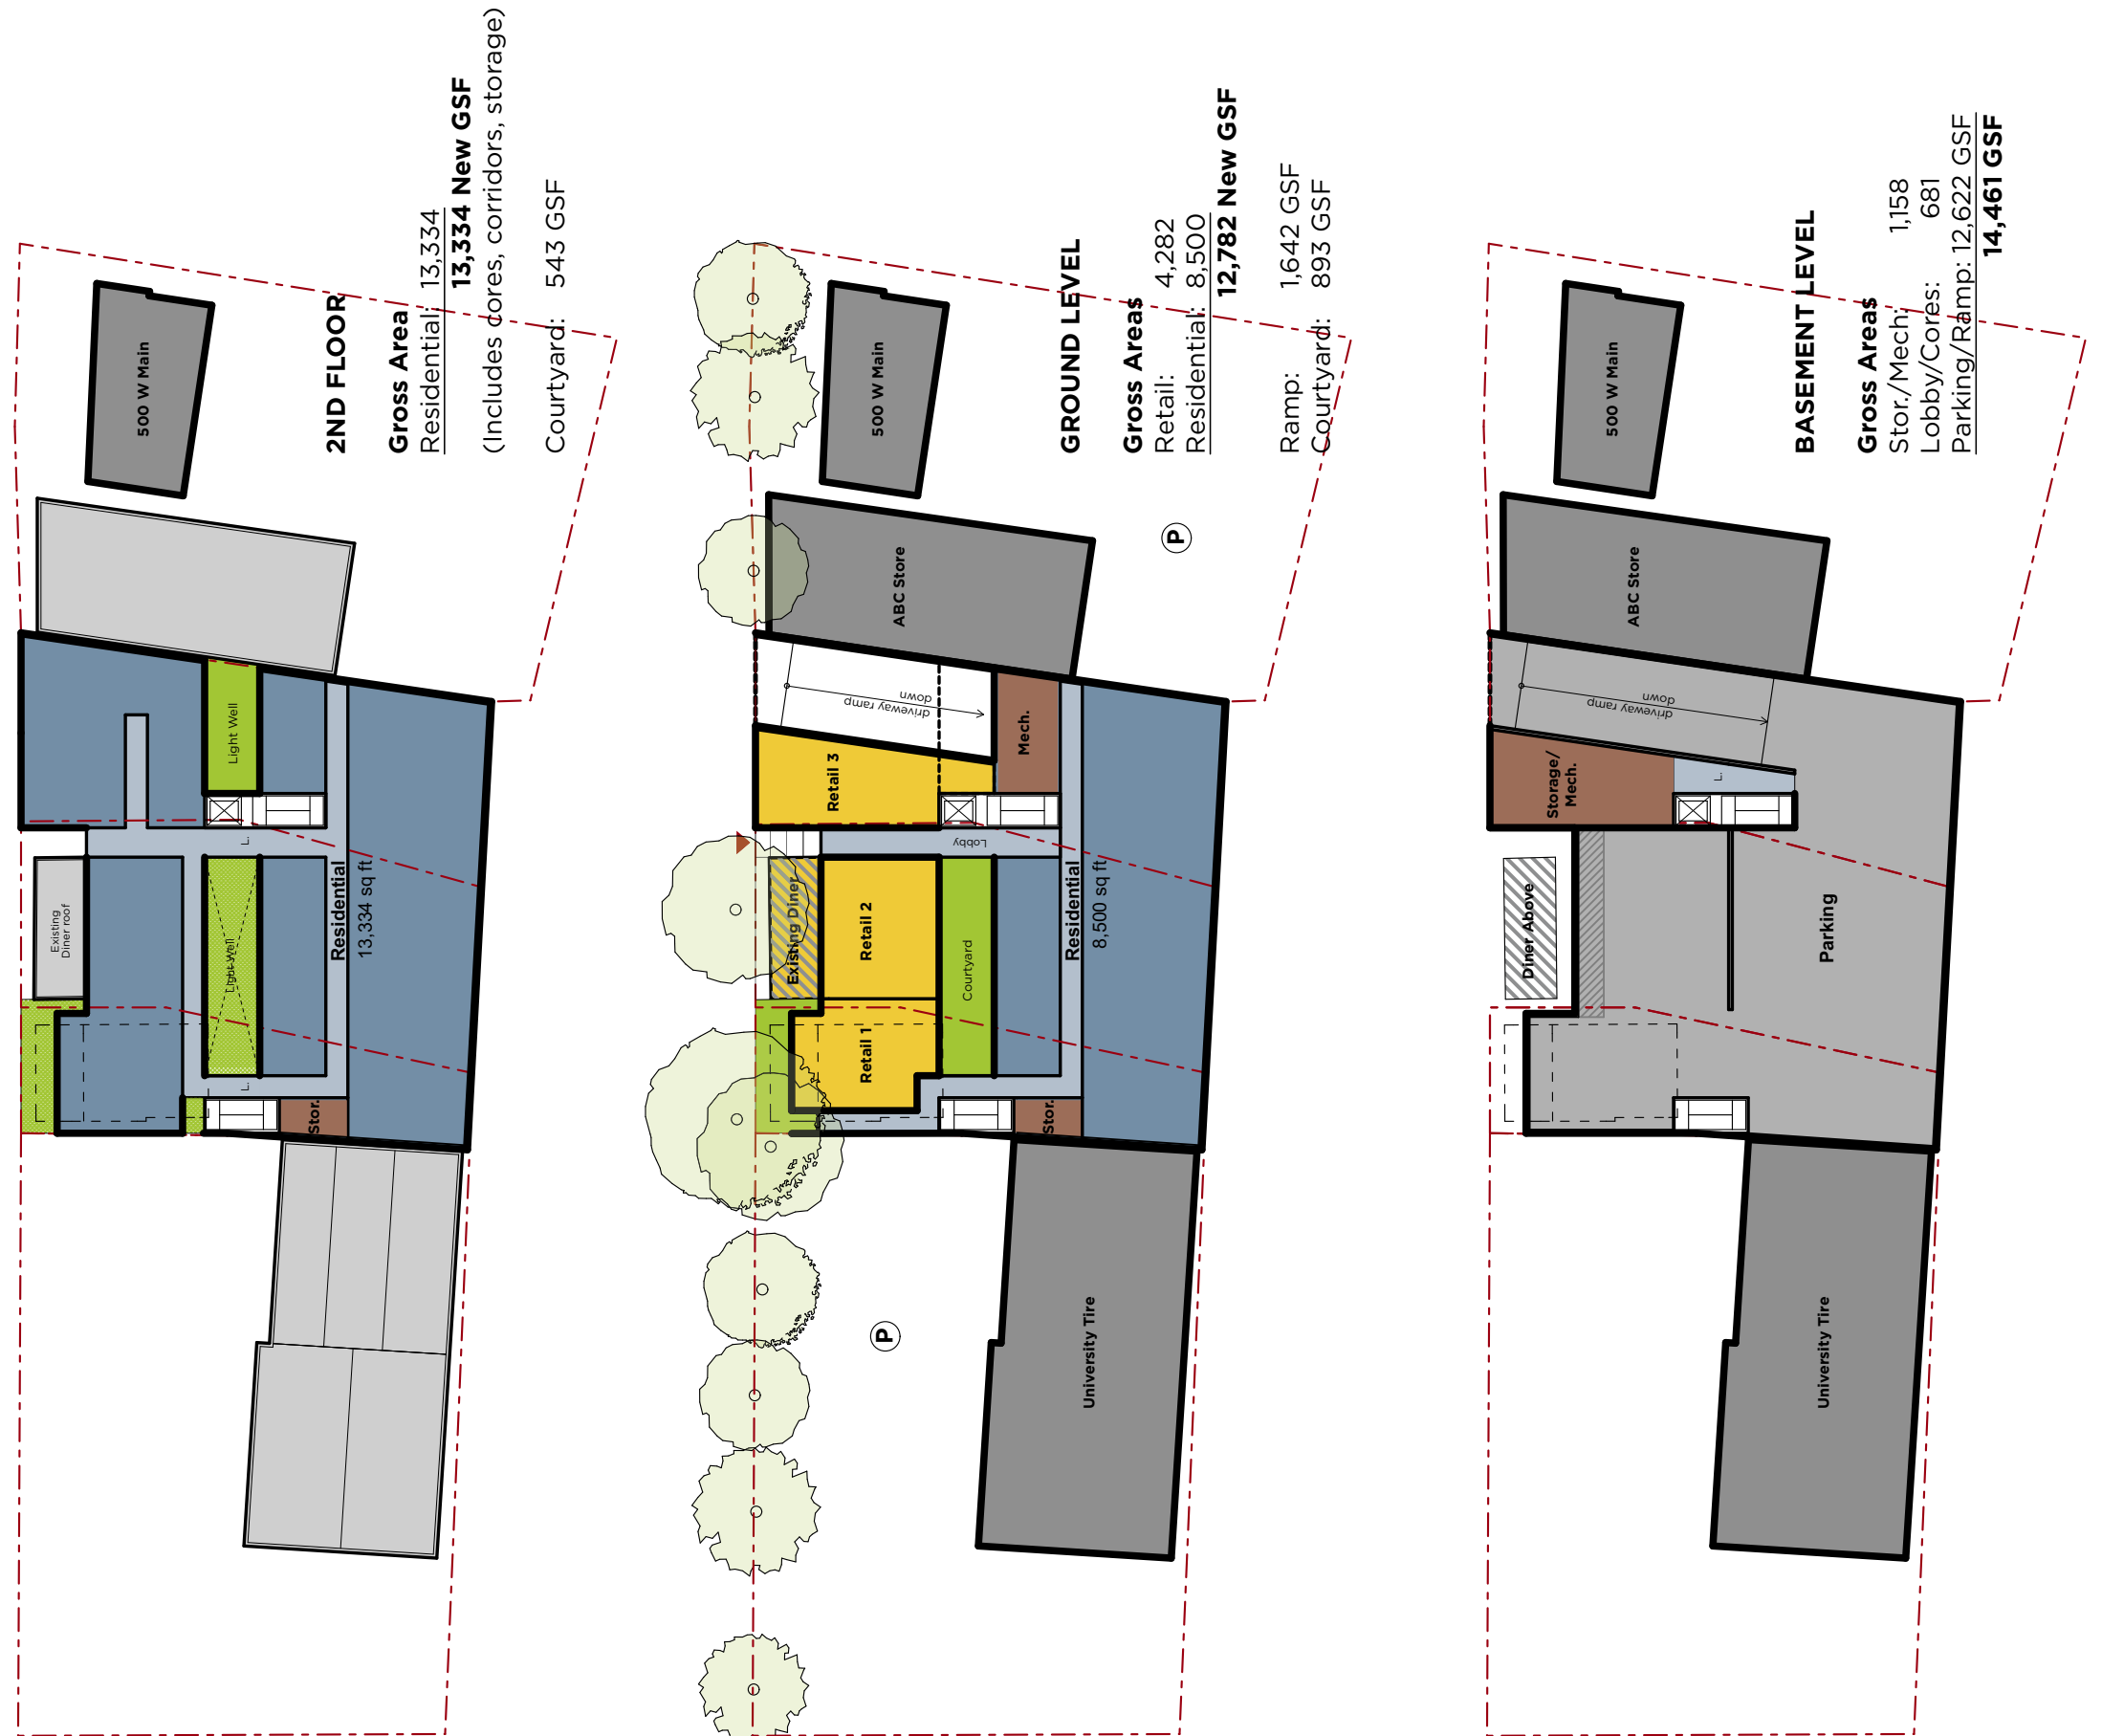 2ND FLOOR
Gross Area
Residential: 13,334
13,334 New GSF
(Includes cores, corridors, storage)
Courtyard: 543 GSF
500 W Main
Light Well
L.
Existing
Diner roof
Light Well
Residential
13,334 sq ft
L.
Stor.
GROUND LEVEL
Gross Areas
Retail: 4,282
Residential: 8,500
12,782 New GSF
Ramp: 1,642 GSF
Courtyard: 893 GSF
500 W Main
ABC Store
P
driveway ramp
down
Mech.
Retail 3
Lobby
Existing Diner
Retail 2
Courtyard
Residential
8,500 sq ft
Retail 1
Stor.
P
University Tire
BASEMENT LEVEL
Gross Areas
Stor./Mech: 1,158
Lobby/Cores: 681
Parking/Ramp: 12,622 GSF
14,461 GSF
500 W Main
ABC Store
driveway ramp
down
Storage/
Mech.
L.
Diner Above
Parking
University Tire